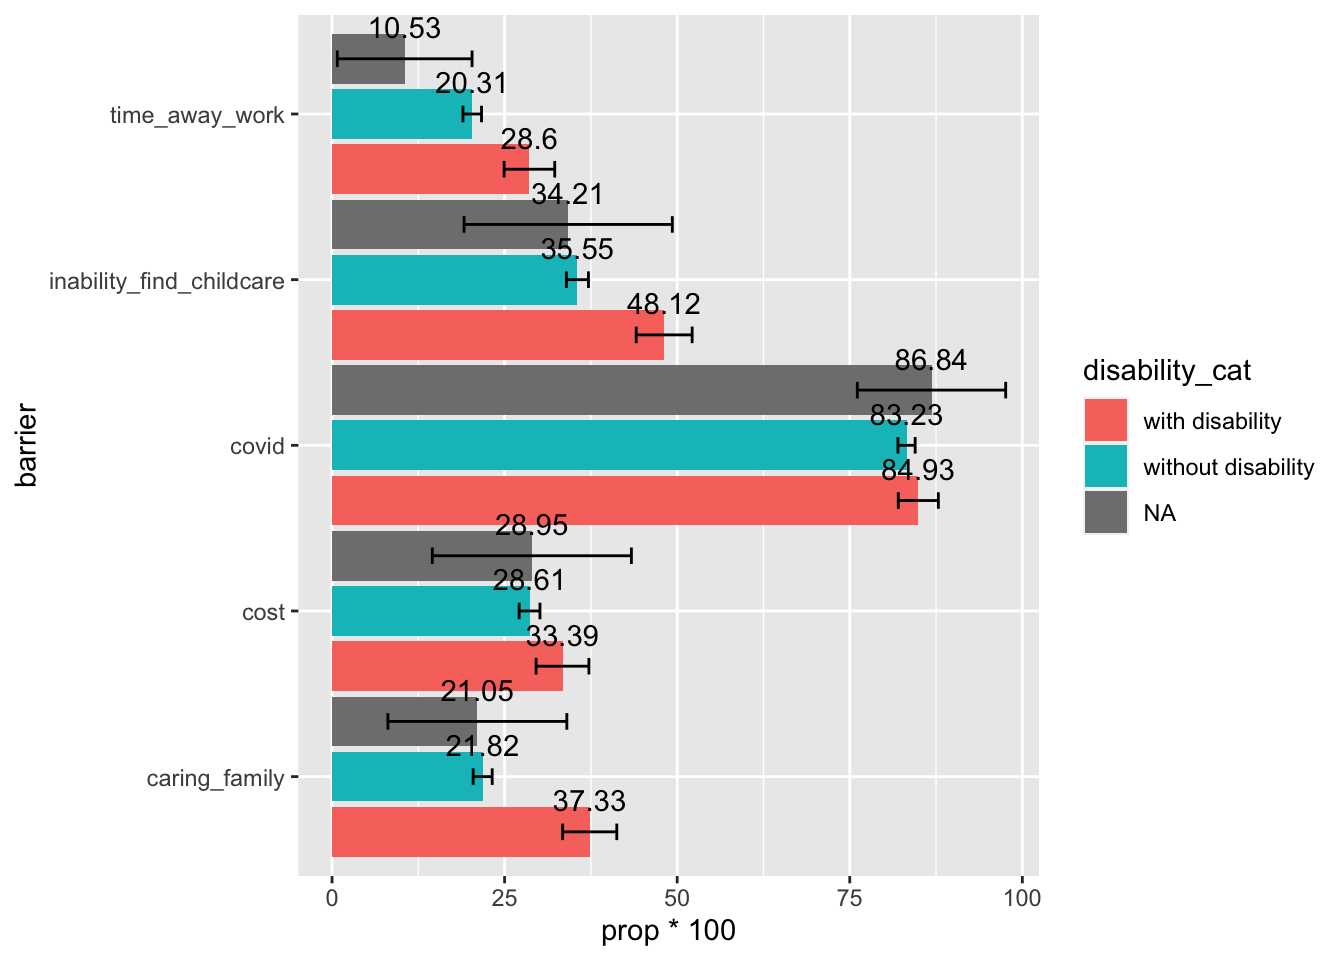 10.53
20.31
time_away_work
28.6
34.21
35.55
inability_find_childcare
48.12
86.84
83.23
covid
84.93
28.95
28.61
cost
33.39
21.05
21.82
caring_family
37.33
barrier
0 25 50 75 100
prop * 100
disability_cat
with disability
without disability
NA